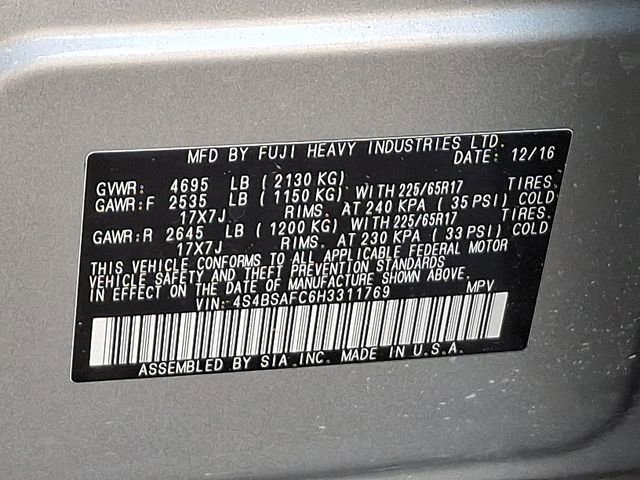 MFD BY FUJI HEAVY INDUSTRIES LTD.
DATE: 12/16
GVWR: 4695 LB (2130 KG)
GAWR:F 2535 LB (1150 KG) WITH 225/65R17 TIRES,
17X7J RIMS, AT 240 KPA (35 PSI) COLD
GAWR:R 2645 LB (1200 KG) WITH 225/65R17 TIRES,
17X7J RIMS, AT 230 KPA (33 PSI) COLD
THIS VEHICLE CONFORMS TO ALL APPLICABLE FEDERAL MOTOR
VEHICLE SAFETY AND THEFT PREVENTION STANDARDS
IN EFFECT ON THE DATE OF MANUFACTURE SHOWN ABOVE.
VIN: 4S4BSAFC6H3311769 MPV
ASSEMBLED BY SIA,INC. MADE IN U.S.A.